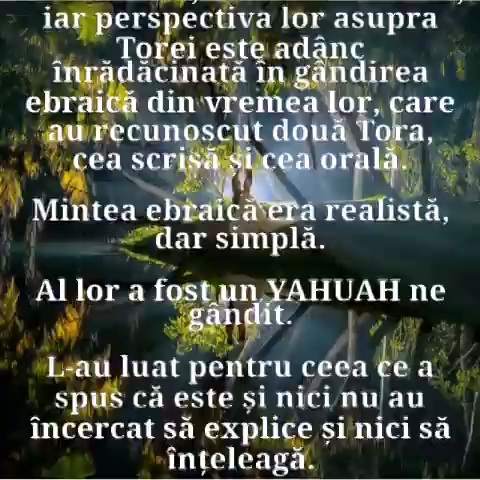 iar perspectiva lor asupra
Torei este adânc
înrădăcinată în gândirea
ebraică din vremea lor, care
au recunoscut două Tora,
cea scrisă și cea orală.
Mintea ebraică era realistă,
dar simplă.
Al lor a fost un YAHUAH ne
gândit.
L-au luat pentru ceea ce a
spus că este și nici nu au
încercat să explice și nici să
înțeleagă.